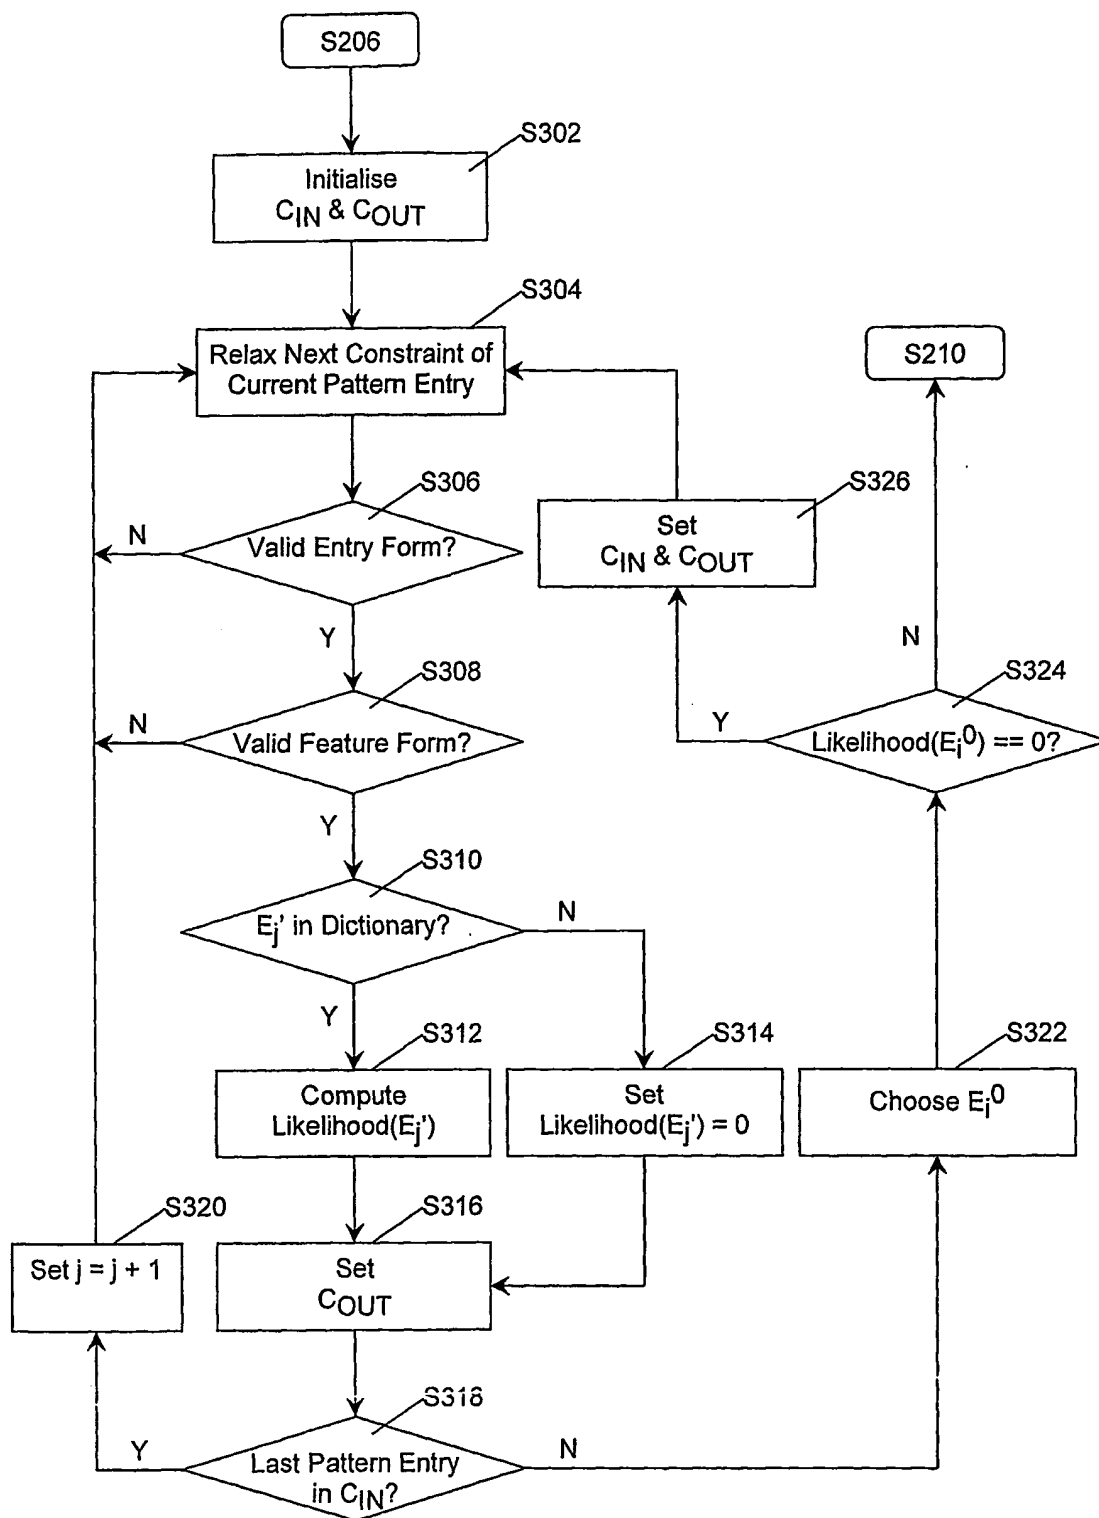 S206
S302
Initialise
CIN & COUT
S304
Relax Next Constraint of
Current Pattern Entry
S210
S306
Valid Entry Form?
N
Y
S326
Set
CIN & COUT
S308
Valid Feature Form?
N
Y
N
S324
Likelihood(Ei0) == 0?
Y
S310
Ej' in Dictionary?
N
Y
S312
Compute
Likelihood(Ej')
S314
Set
Likelihood(Ej') = 0
S322
Choose Ei0
S320
Set j = j + 1
S316
Set
COUT
S318
Last Pattern Entry
in CIN?
Y
N